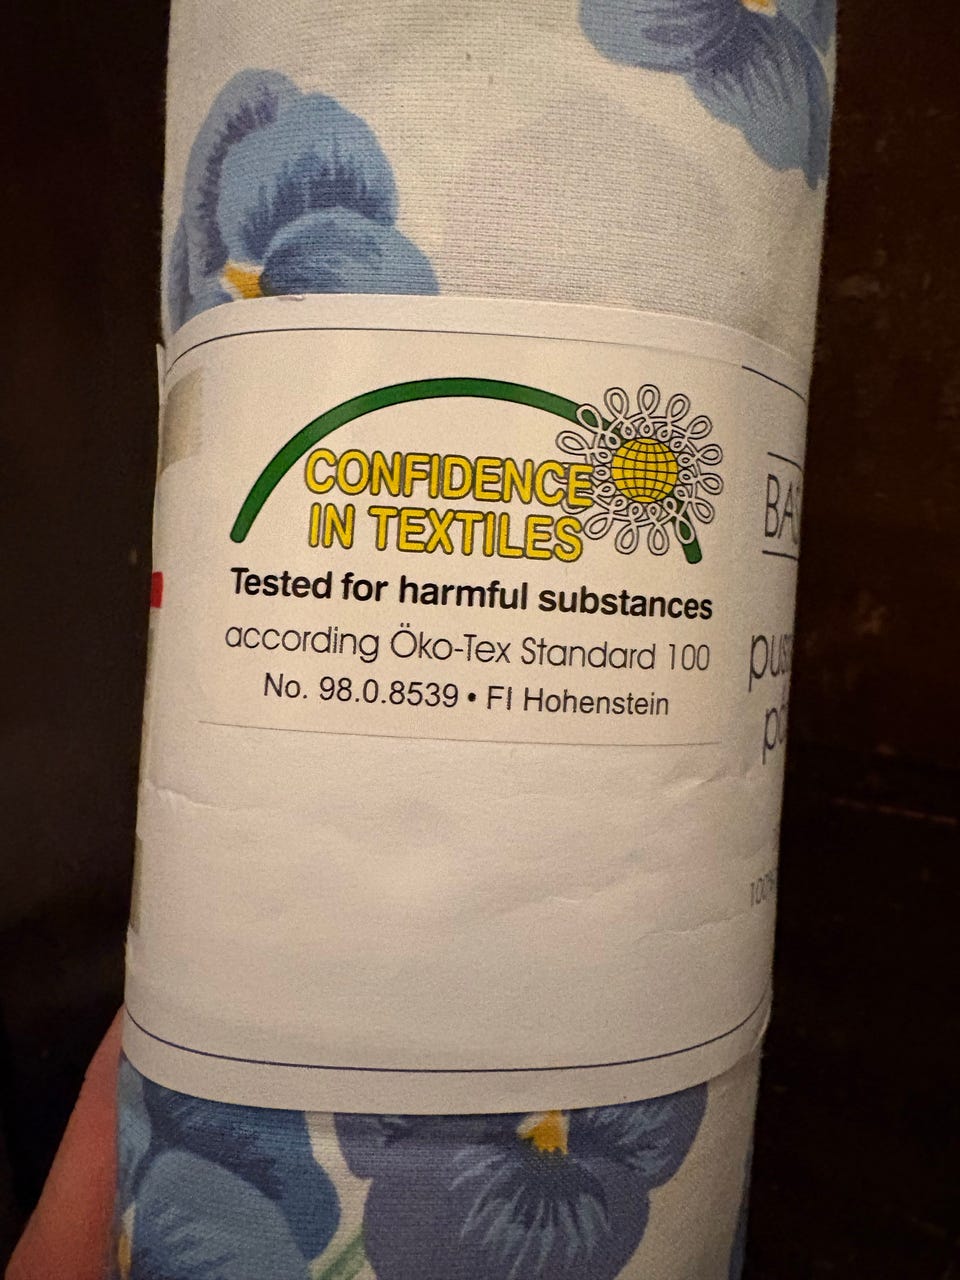 CONFIDENCE
IN TEXTILES
Tested for harmful substances
according Öko-Tex Standard 100
No. 98.0.8539 • FI Hohenstein